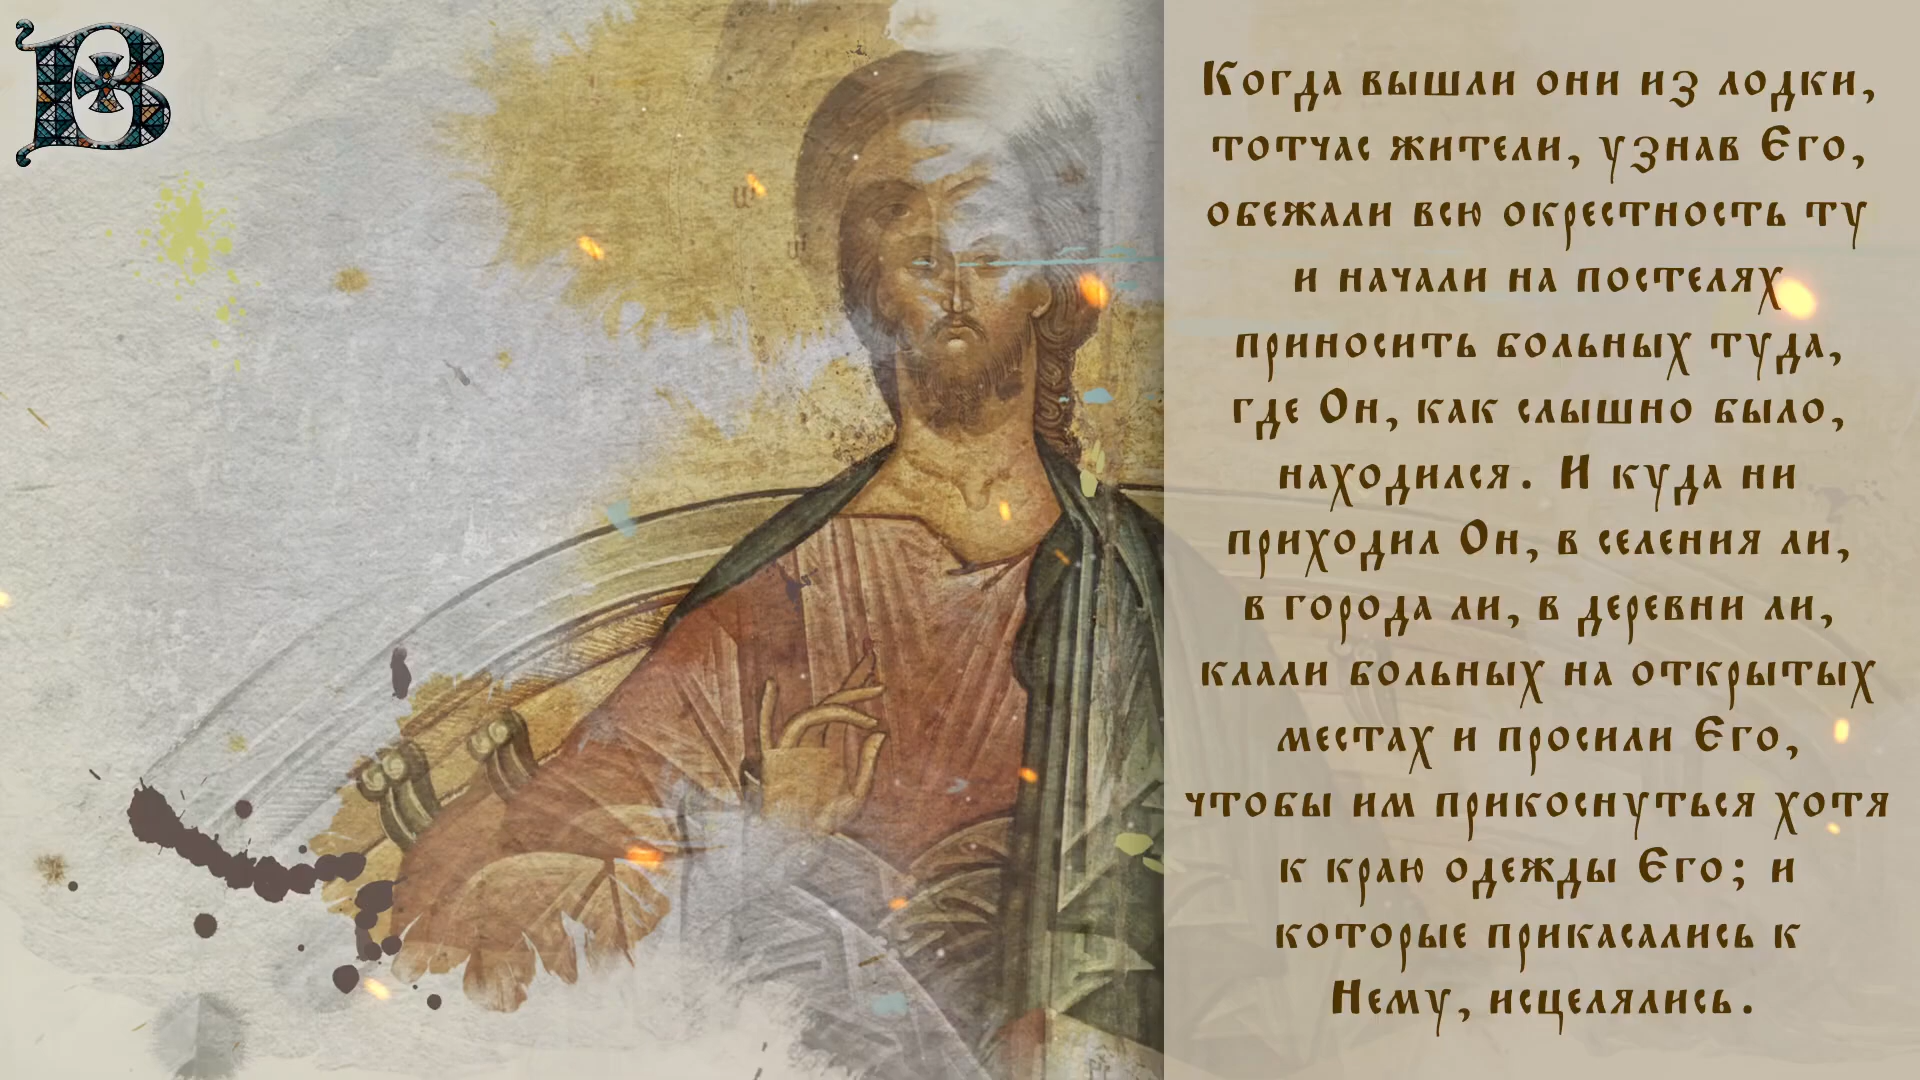 В
Когда вышли они из лодки,
тотчас жители, узнав Его,
обежали всю окрестность ту
и начали на постелях
приносить больных туда,
где Он, как слышно было,
находился. И куда ни
приходил Он, в селения ли,
в города ли, в деревни ли,
клали больных на открытых
местах и просили Его,
чтобы им прикоснуться хотя
к краю одежды Его; и
которые прикасались к
Нему, исцелялись.